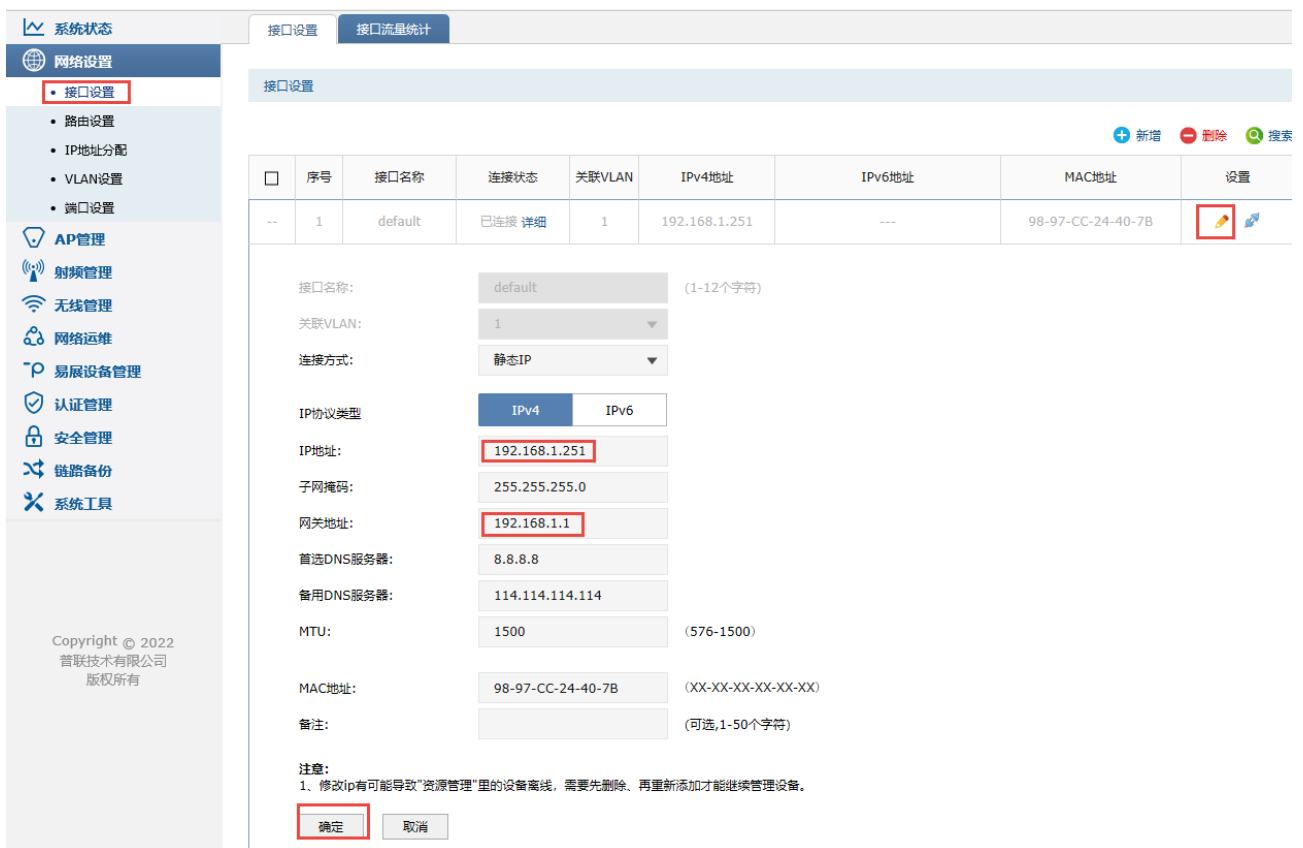 系统状态
网络设置
• 接口设置
• 路由设置
• IP地址分配
• VLAN设置
• 端口设置
AP管理
射频管理
无线管理
网络运维
易展设备管理
认证管理
安全管理
链路备份
系统工具
Copyright © 2022
普联技术有限公司
版权所有
接口设置 接口流量统计
接口设置
新增 删除 搜索
序号 接口名称 连接状态 关联VLAN IPv4地址 IPv6地址 MAC地址 设置
-- 1 default 已连接 详细 1 192.168.1.251 --- 98-97-CC-24-40-7B
接口名称: default (1-12个字符)
关联VLAN: 1
连接方式: 静态IP
IP协议类型 IPv4 IPv6
IP地址: 192.168.1.251
子网掩码: 255.255.255.0
网关地址: 192.168.1.1
首选DNS服务器: 8.8.8.8
备用DNS服务器: 114.114.114.114
MTU: 1500 (576-1500)
MAC地址: 98-97-CC-24-40-7B (XX-XX-XX-XX-XX-XX)
备注: (可选,1-50个字符)
注意:
1、修改ip有可能导致"资源管理"里的设备离线，需要先删除、再重新添加才能继续管理设备。
确定 取消